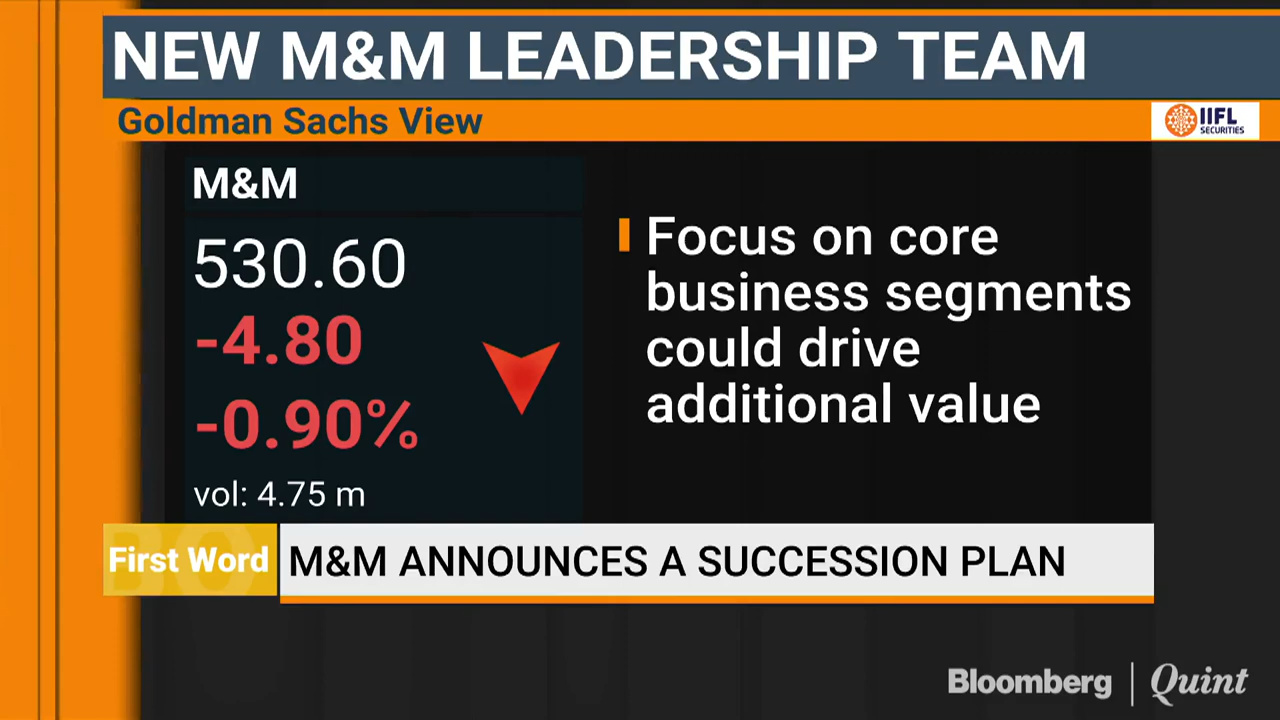 NEW M&M LEADERSHIP TEAM
Goldman Sachs View
IIFL
SECURITIES
M&M
530.60
-4.80
-0.90%
vol: 4.75 m
Focus on core
business segments
could drive
additional value
First Word
M&M ANNOUNCES A SUCCESSION PLAN
Bloomberg | Quint